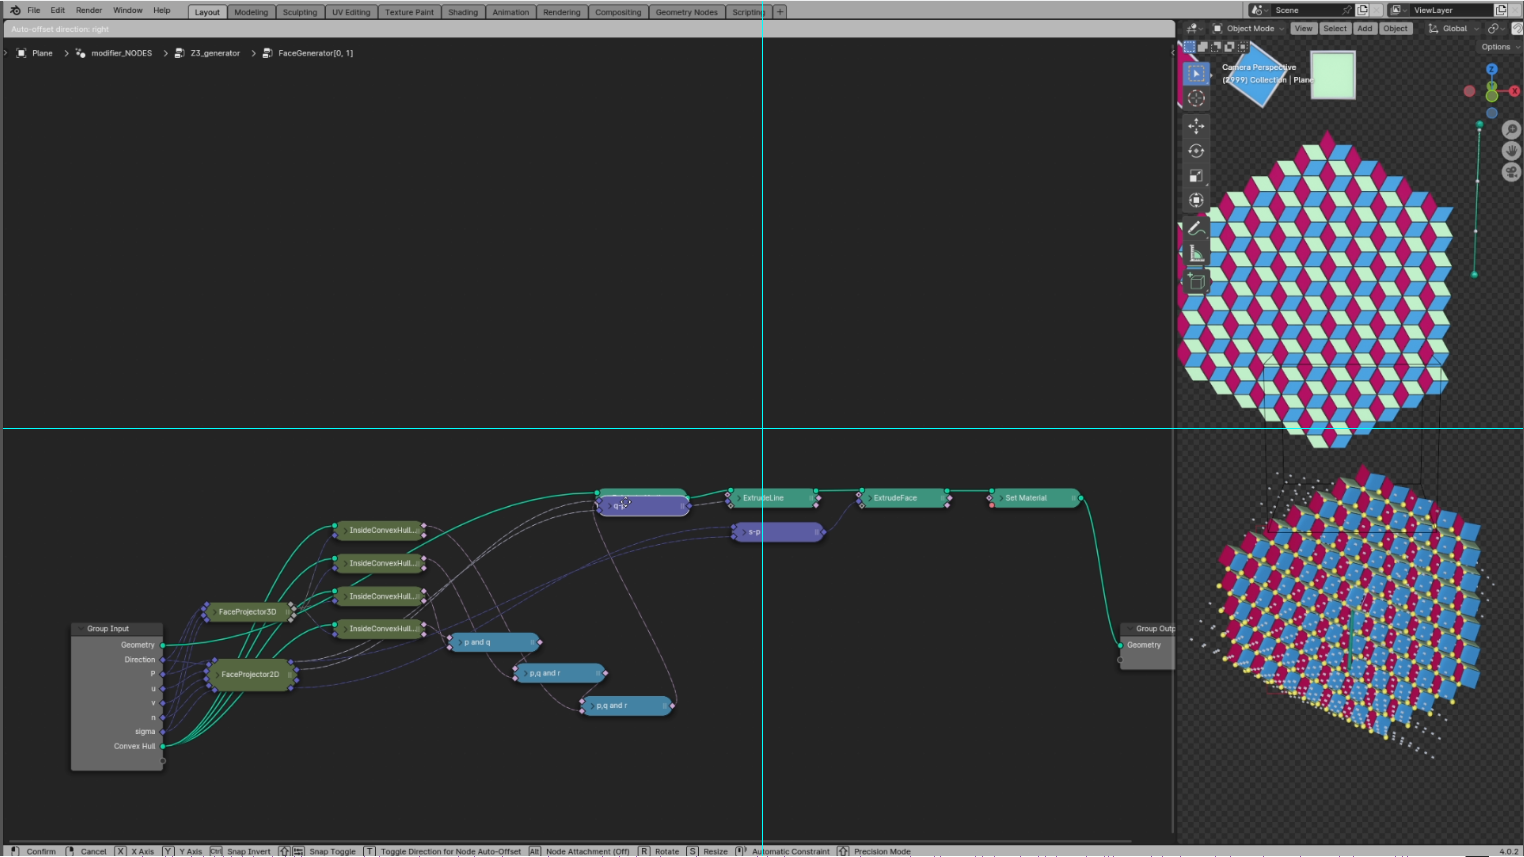 File Edit Render Window Help Layout Modeling Sculpting UV Editing Texture Paint Shading Animation Rendering Compositing Geometry Nodes Scripting + Scene ViewLayer
Auto-offset direction: right
Object Mode View Select Add Object Global
Plane > modifier_NODES > Z3_generator > FaceGenerator[0, 1]
Options
Camera Perspective
(2999) Collection | Plane
Z
Y
X
q-p
ExtrudeLine
ExtrudeFace
Set Material
s-p
InsideConvexHull...
InsideConvexHull...
InsideConvexHull...
InsideConvexHull...
FaceProjector3D
FaceProjector2D
p and q
p,q and r
p,q and r
Group Input
Geometry
Direction
P
u
v
n
sigma
Convex Hull
Group Outp
Geometry
Confirm Cancel X X Axis Y Y Axis Ctrl Snap Invert Snap Toggle T Toggle Direction for Node Auto-Offset Alt Node Attachment (Off) R Rotate S Resize Automatic Constraint Precision Mode 4.0.2